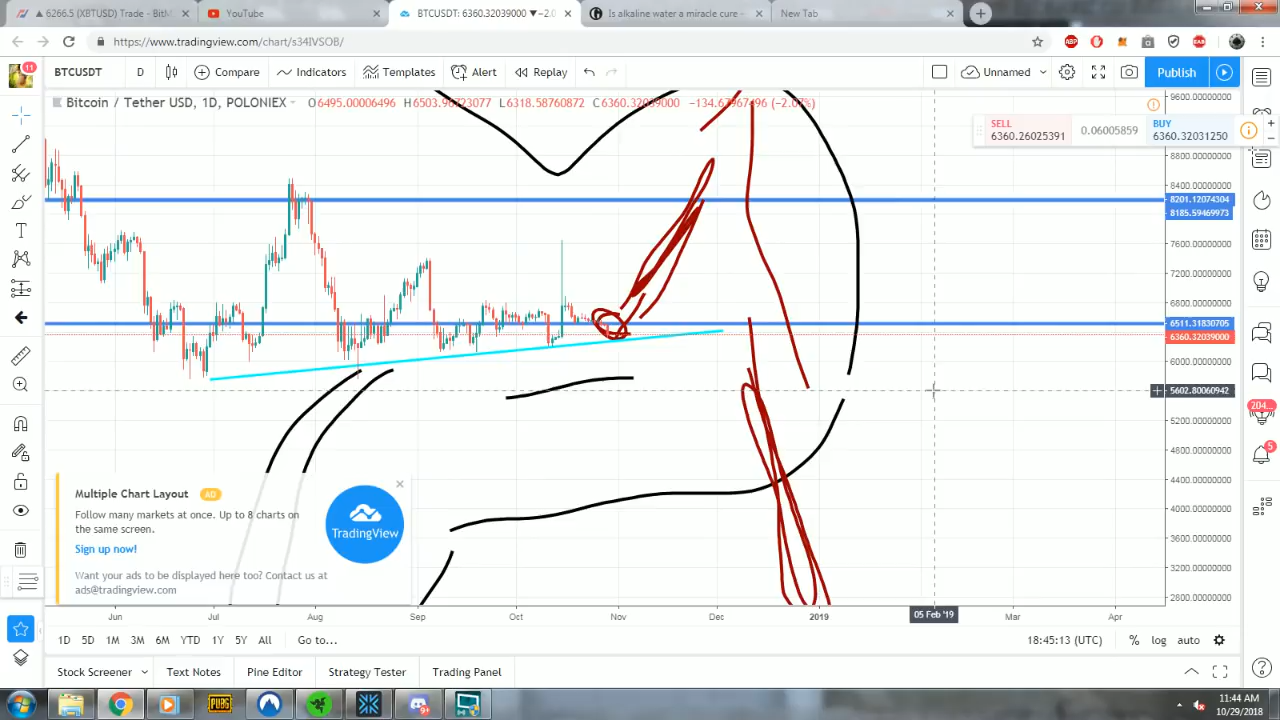 6266.5 (XBTUSD) Trade - BitM
YouTube
BTCUSDT: 6360.32039000 ▼−2.0
Is alkaline water a miracle cure -
New Tab
https://www.tradingview.com/chart/s34IVSOB/
11
BTCUSDT
D
Compare
Indicators
Templates
Alert
Replay
Unnamed
Publish
Bitcoin / Tether USD, 1D, POLONIEX
O6495.00006496
C6360.32039000
SELL
6360.26025391
0.06005859
BUY
6360.32031250
9600.00000000
8800.00000000
8400.00000000
8201.12074304
8185.59469973
7600.00000000
7200.00000000
6800.00000000
6511.31830705
6360.32039000
6000.00000000
5602.80060942
5200.00000000
4800.00000000
4400.00000000
4000.00000000
3600.00000000
3200.00000000
2800.00000000
204...
5
Multiple Chart Layout AD
Follow many markets at once. Up to 8 charts on
the same screen.
Sign up now!
Want your ads to be displayed here too? Contact us at
ads@tradingview.com
TradingView
Jun Jul Aug Sep Oct Nov Dec 2019 05 Feb '19 Mar Apr
1D 5D 1M 3M 6M YTD 1Y 5Y All Go to...
18:45:13 (UTC) % log auto
Stock Screener Text Notes Pine Editor Strategy Tester Trading Panel
PUBG
11:44 AM
10/29/2018